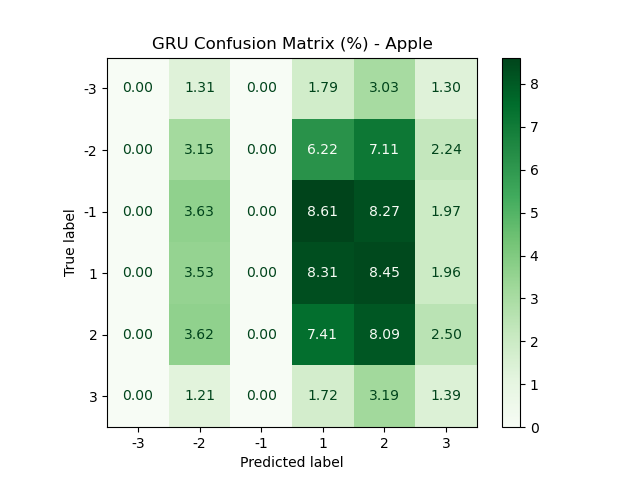 GRU Confusion Matrix (%) - Apple
-3 0.00 1.31 0.00 1.79 3.03 1.30
-2 0.00 3.15 0.00 6.22 7.11 2.24
-1 0.00 3.63 0.00 8.61 8.27 1.97
1 0.00 3.53 0.00 8.31 8.45 1.96
2 0.00 3.62 0.00 7.41 8.09 2.50
3 0.00 1.21 0.00 1.72 3.19 1.39
-3 -2 -1 1 2 3
Predicted label
True label
8
7
6
5
4
3
2
1
0